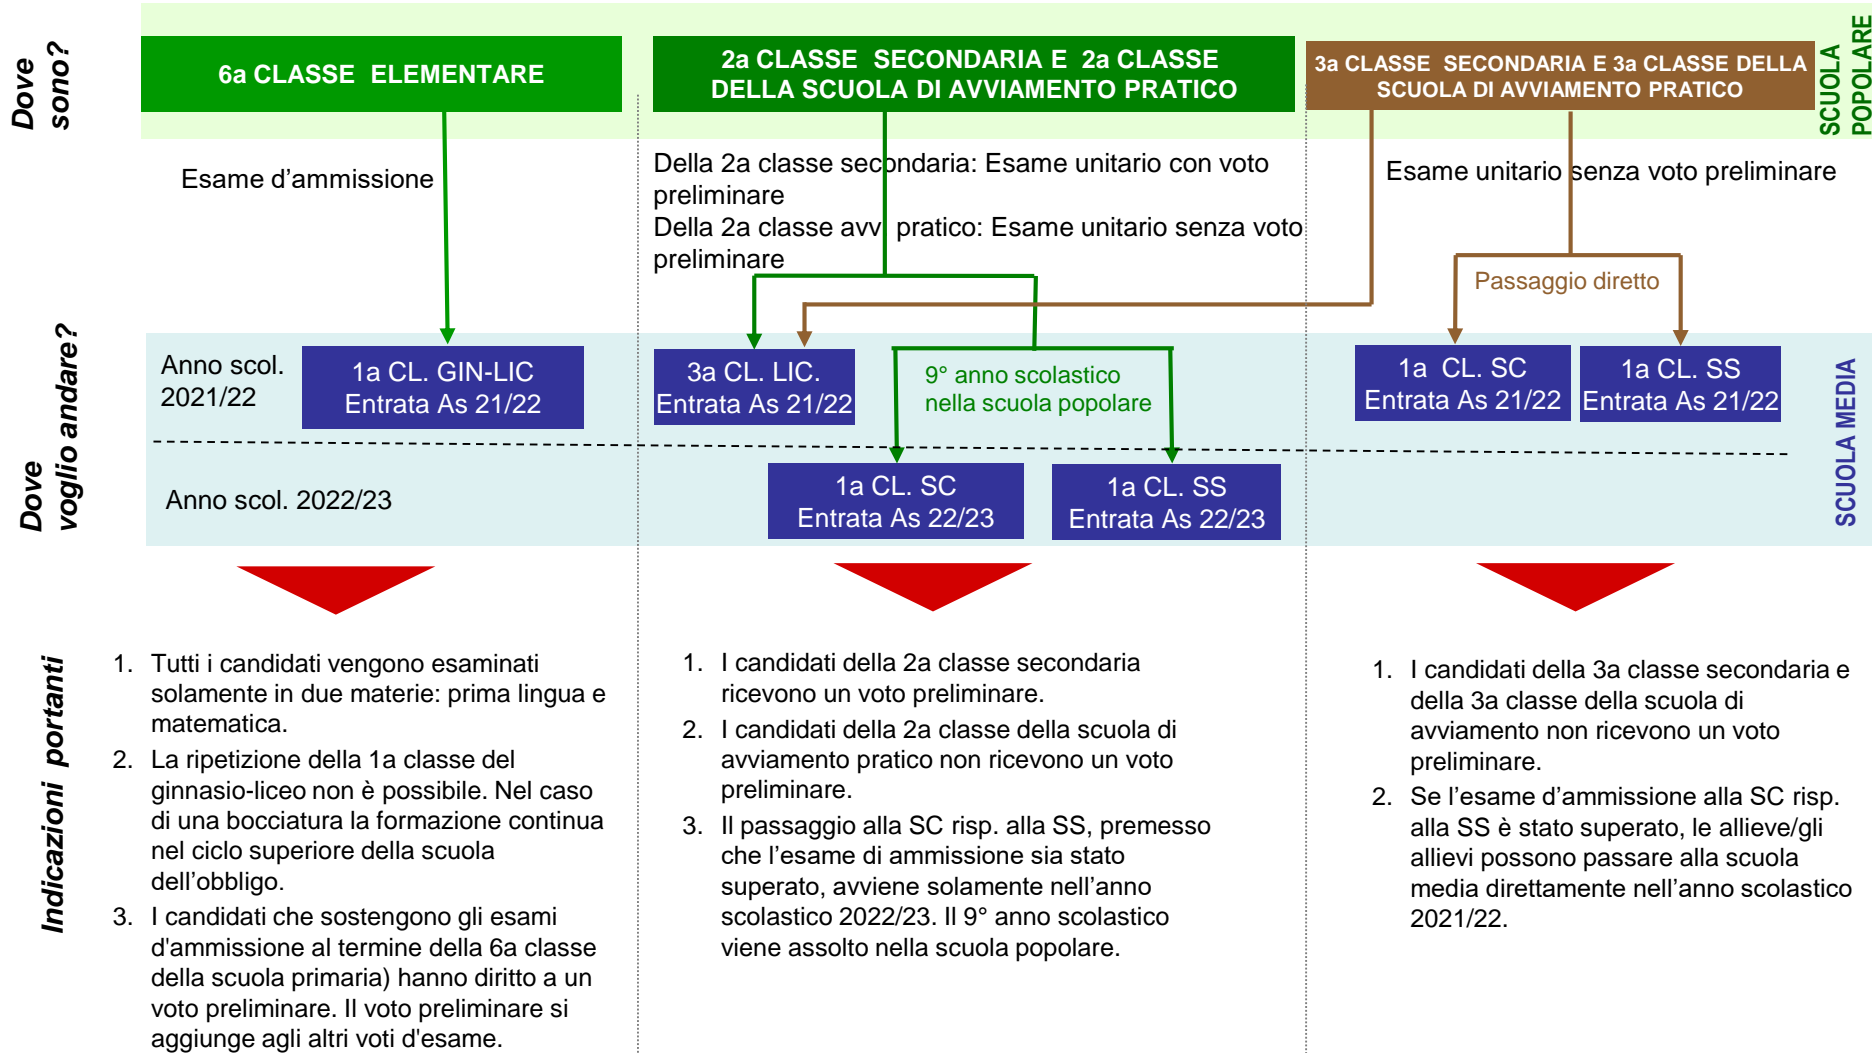 Dove
sono?
6a CLASSE  ELEMENTARE
2a CLASSE  SECONDARIA E  2a CLASSE
DELLA SCUOLA DI AVVIAMENTO PRATICO
3a CLASSE  SECONDARIA E 3a CLASSE DELLA
SCUOLA DI AVVIAMENTO PRATICO
SCUOLA
POPOLARE
Esame d’ammissione
Della 2a classe secondaria: Esame unitario con voto
preliminare
Della 2a classe avv. pratico: Esame unitario senza voto
preliminare
Esame unitario senza voto preliminare
Passaggio diretto
Dove
voglio andare?
Anno scol.
2021/22
1a CL. GIN-LIC
Entrata As 21/22
3a CL. LIC.
Entrata As 21/22
9° anno scolastico
nella scuola popolare
1a  CL. SC
Entrata As 21/22
1a CL. SS
Entrata As 21/22
SCUOLA MEDIA
Anno scol. 2022/23
1a CL. SC
Entrata As 22/23
1a CL. SS
Entrata As 22/23
Indicazioni  portanti
1. Tutti i candidati vengono esaminati
solamente in due materie: prima lingua e
matematica.
2. La ripetizione della 1a classe del
ginnasio-liceo non è possibile. Nel caso
di una bocciatura la formazione continua
nel ciclo superiore della scuola
dell’obbligo.
3. I candidati che sostengono gli esami
d'ammissione al termine della 6a classe
della scuola primaria) hanno diritto a un
voto preliminare. Il voto preliminare si
aggiunge agli altri voti d'esame.
1. I candidati della 2a classe secondaria
ricevono un voto preliminare.
2. I candidati della 2a classe della scuola di
avviamento pratico non ricevono un voto
preliminare.
3. Il passaggio alla SC risp. alla SS, premesso
che l’esame di ammissione sia stato
superato, avviene solamente nell’anno
scolastico 2022/23. Il 9° anno scolastico
viene assolto nella scuola popolare.
1. I candidati della 3a classe secondaria e
della 3a classe della scuola di
avviamento non ricevono un voto
preliminare.
2. Se l’esame d’ammissione alla SC risp.
alla SS è stato superato, le allieve/gli
allievi possono passare alla scuola
media direttamente nell’anno scolastico
2021/22.